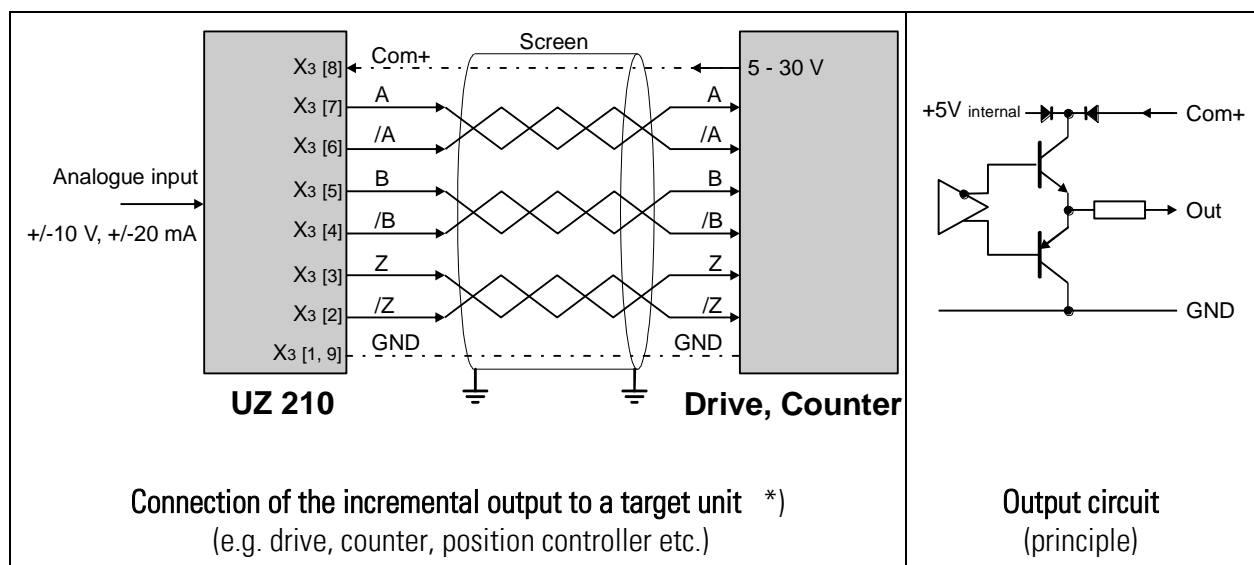 Screen
Com+
X3 [8]
5 - 30 V
A
X3 [7]
A
/A
X3 [6]
/A
B
X3 [5]
B
/B
X3 [4]
/B
Z
X3 [3]
Z
/Z
X3 [2]
/Z
GND
X3 [1, 9]
GND
Analogue input
+/-10 V, +/-20 mA
UZ 210
Drive, Counter
Connection of the incremental output to a target unit *)
(e.g. drive, counter, position controller etc.)
+5V internal
Com+
Out
GND
Output circuit
(principle)